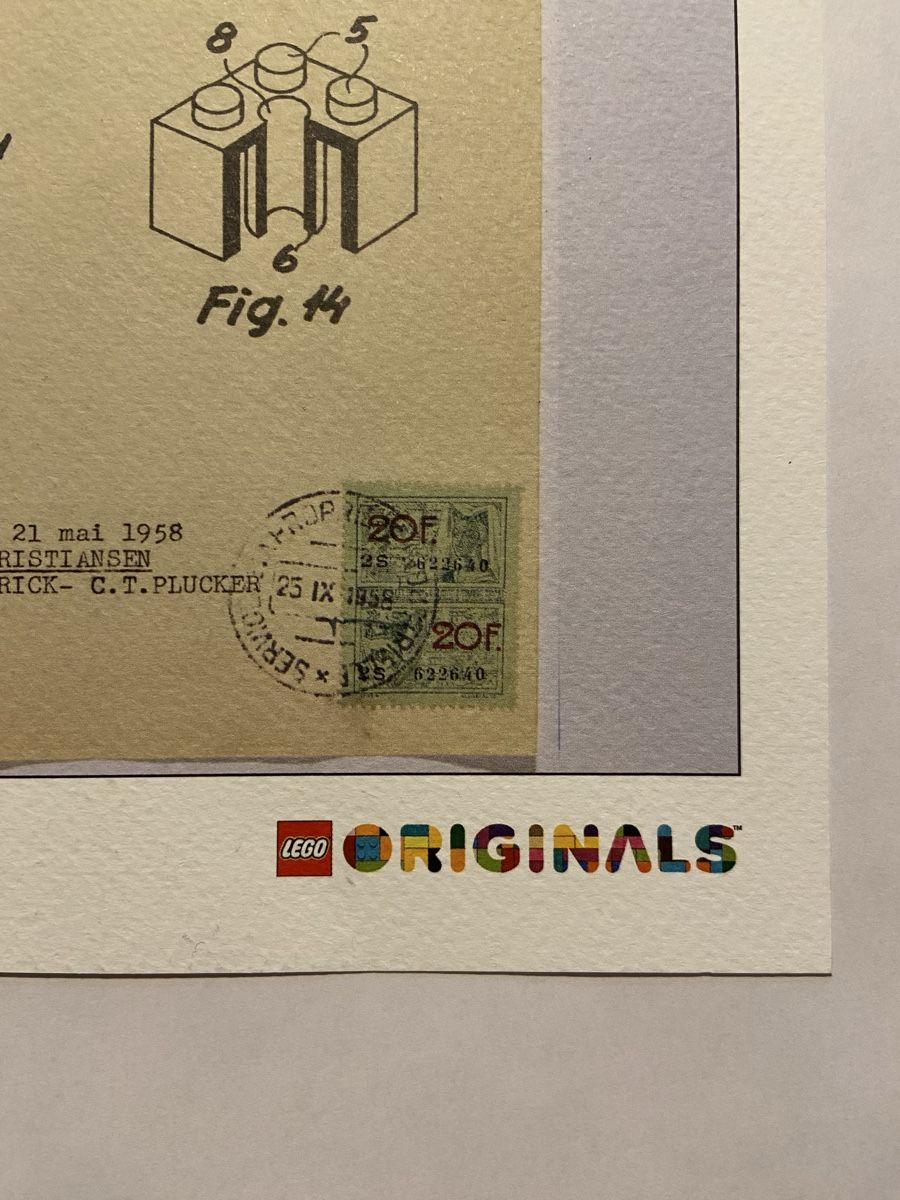 8 5
6
Fig. 14
21 mai 1958
RISTIANSEN
RICK- C.T.PLUCKER
20F.
2S 622640
25 IX 1958
20F.
2S 622640
LEGO ORIGINALS™